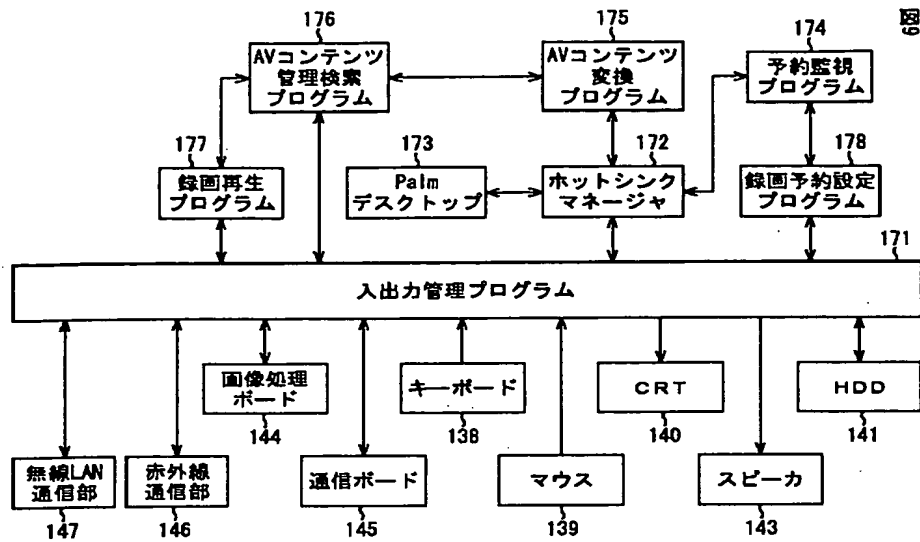 図9
176
AVコンテンツ
管理検索
プログラム
175
AVコンテンツ
変換
プログラム
174
予約監視
プログラム
177
録画再生
プログラム
173
Palm
デスクトップ
172
ホットシンク
マネージャ
178
録画予約設定
プログラム
171
入出力管理プログラム
画像処理
ボード
144
キーボード
138
CRT
140
HDD
141
無線LAN
通信部
147
赤外線
通信部
146
通信ボード
145
マウス
139
スピーカ
143